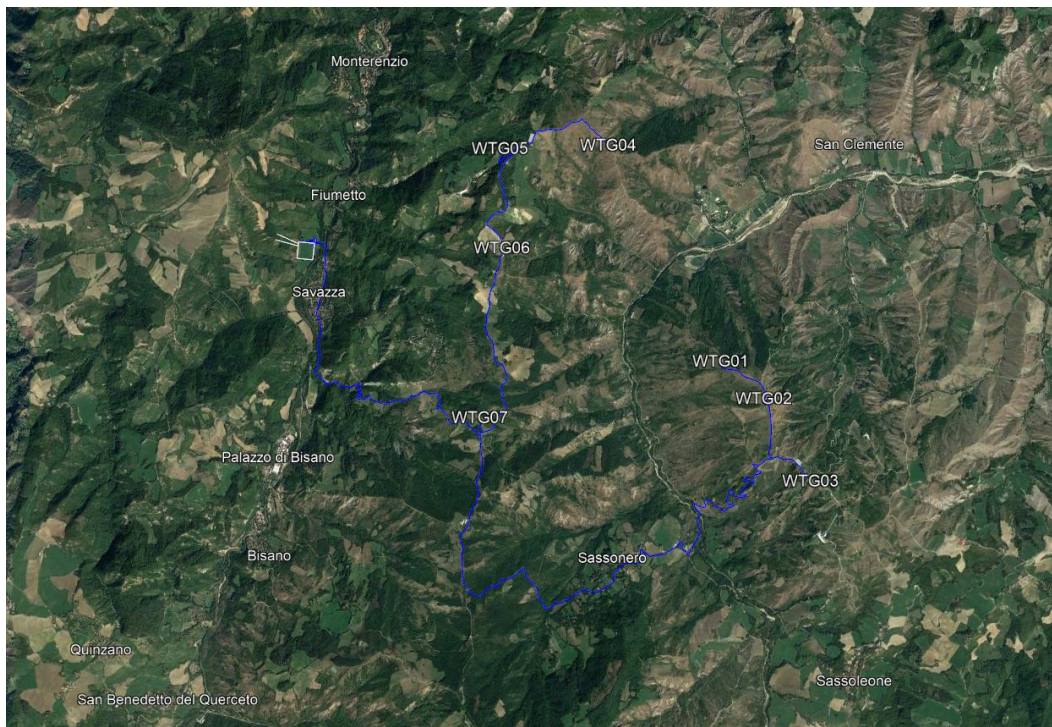 Monterenzio
WTG05
WTG04
San Clemente
Fiumetto
WTG06
Savazza
WTG01
WTG02
WTG07
Palazzo di Bisano
WTG03
Bisano
Sassonero
Quinzano
Sassoleone
San Benedetto del Querceto